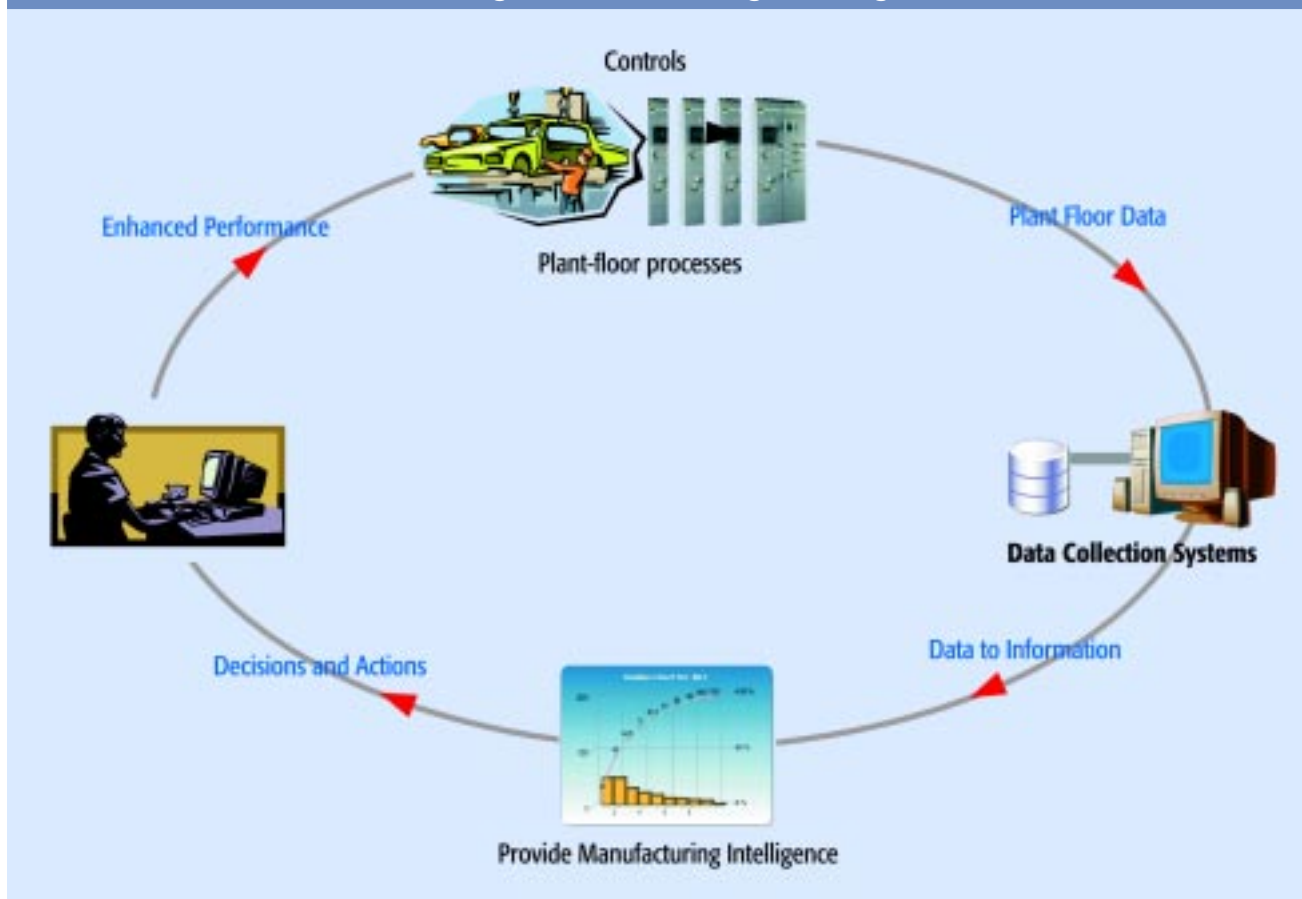 Controls
Enhanced Performance
Plant Floor Data
Plant-floor processes
Data Collection Systems
Data to Information
Decisions and Actions
Provide Manufacturing Intelligence